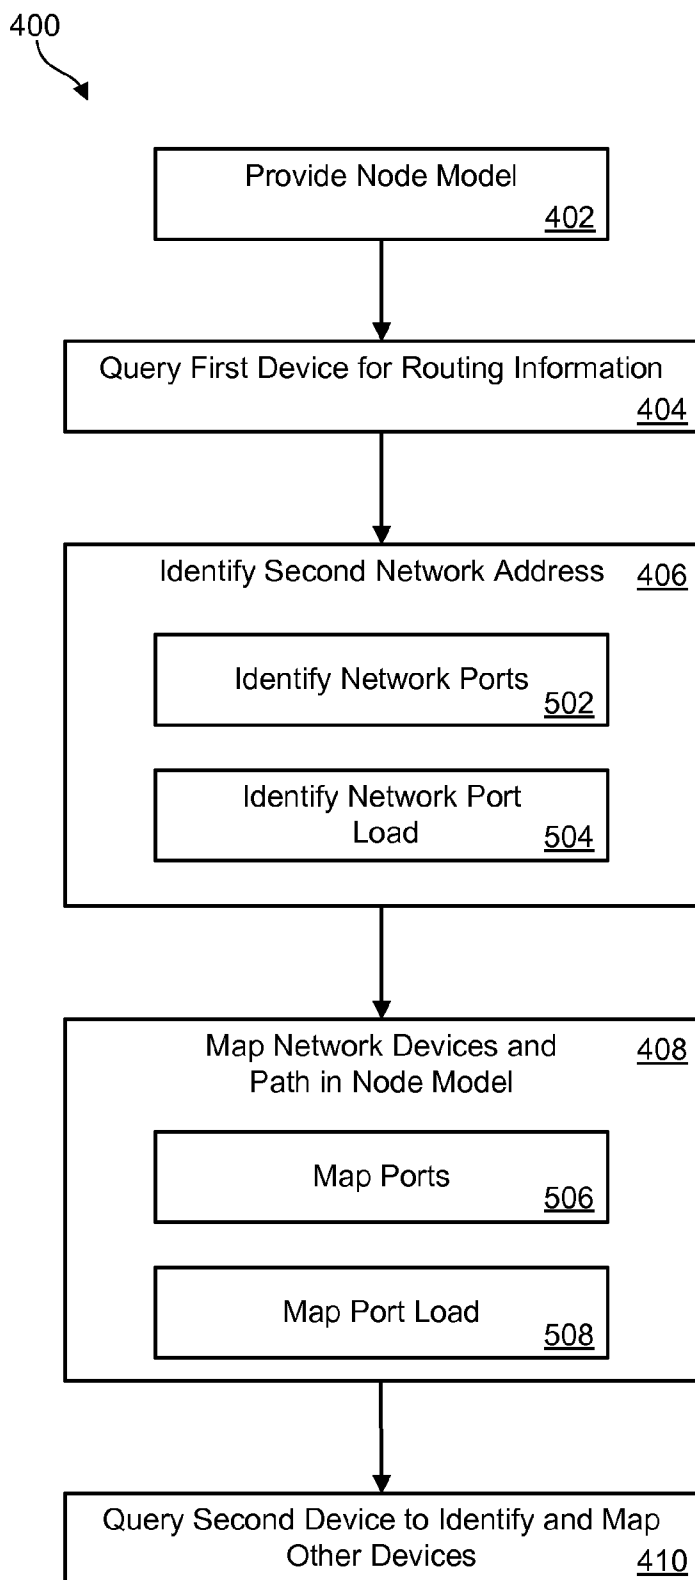 400
Provide Node Model
402
Query First Device for Routing Information
404
Identify Second Network Address
406
Identify Network Ports
502
Identify Network Port
Load
504
Map Network Devices and
408
Path in Node Model
Map Ports
506
Map Port Load
508
Query Second Device to Identify and Map
Other Devices
410